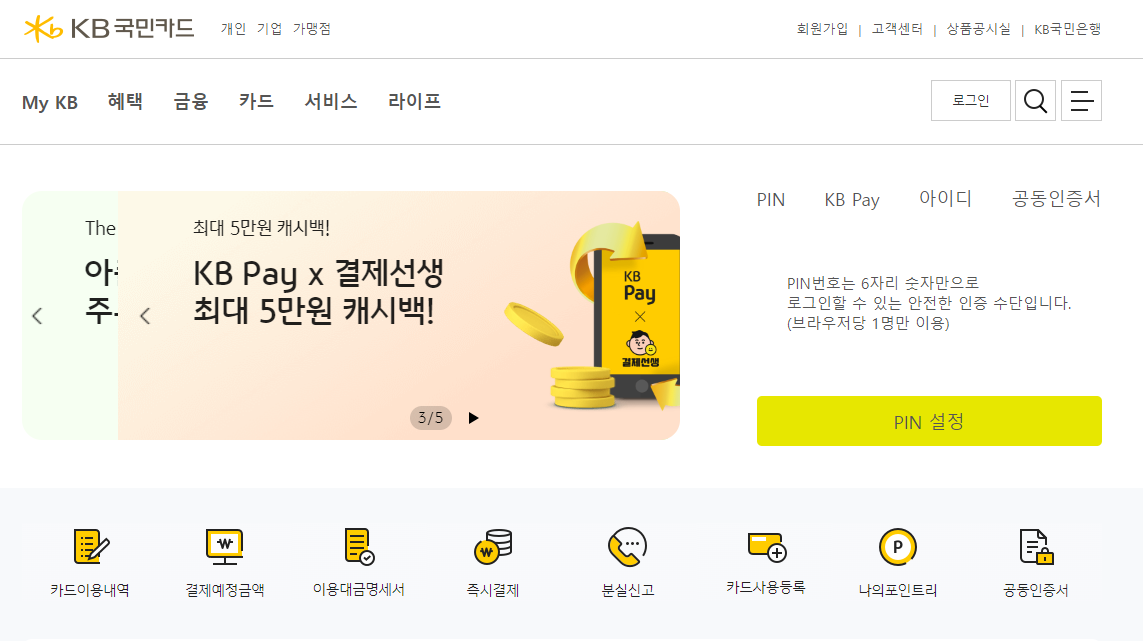 KB 국민카드 개인 기업 가맹점 회원가입 | 고객센터 | 상품공시실 | KB국민은행
My KB 혜택 금융 카드 서비스 라이프 로그인
PIN KB Pay 아이디 공동인증서
The
주
최대 5만원 캐시백!
KB Pay x 결제선생
최대 5만원 캐시백!
KB
Pay
×
결제선생
3/5
PIN번호는 6자리 숫자만으로
로그인할 수 있는 안전한 인증 수단입니다.
(브라우저당 1명만 이용)
PIN 설정
₩ ₩ P
카드이용내역 결제예정금액 이용대금명세서 즉시결제 분실신고 카드사용등록 나의포인트리 공동인증서